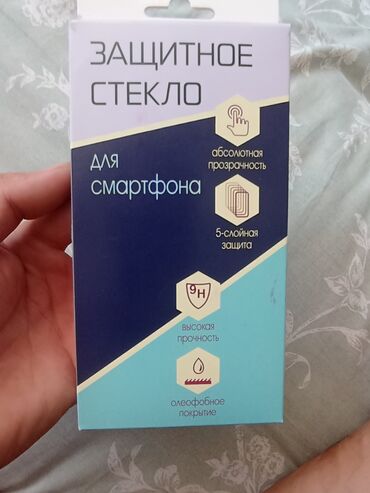 ЗАЩИТНОЕ
СТЕКЛО
для
смартфона
абсолютная
прозрачность
5-слойная
защита
9H
высокая
прочность
олеофобное
покрытие